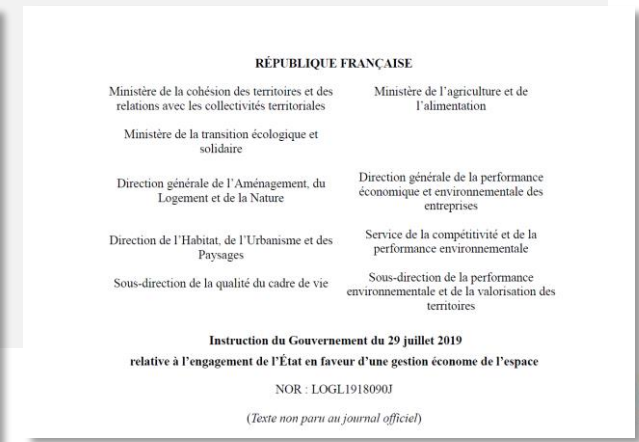 RÉPUBLIQUE FRANÇAISE
Ministère de la cohésion des territoires et des
relations avec les collectivités territoriales
Ministère de la transition écologique et
solidaire
Ministère de l'agriculture et de
l'alimentation
Direction générale de l'Aménagement, du
Logement et de la Nature
Direction générale de la performance
économique et environnementale des
entreprises
Direction de l'Habitat, de l'Urbanisme et des
Paysages
Service de la compétitivité et de la
performance environnementale
Sous-direction de la qualité du cadre de vie
Sous-direction de la performance
environnementale et de la valorisation des
territoires
Instruction du Gouvernement du 29 juillet 2019
relative à l'engagement de l'État en faveur d'une gestion économe de l'espace
NOR : LOGL1918090J
(Texte non paru au journal officiel)